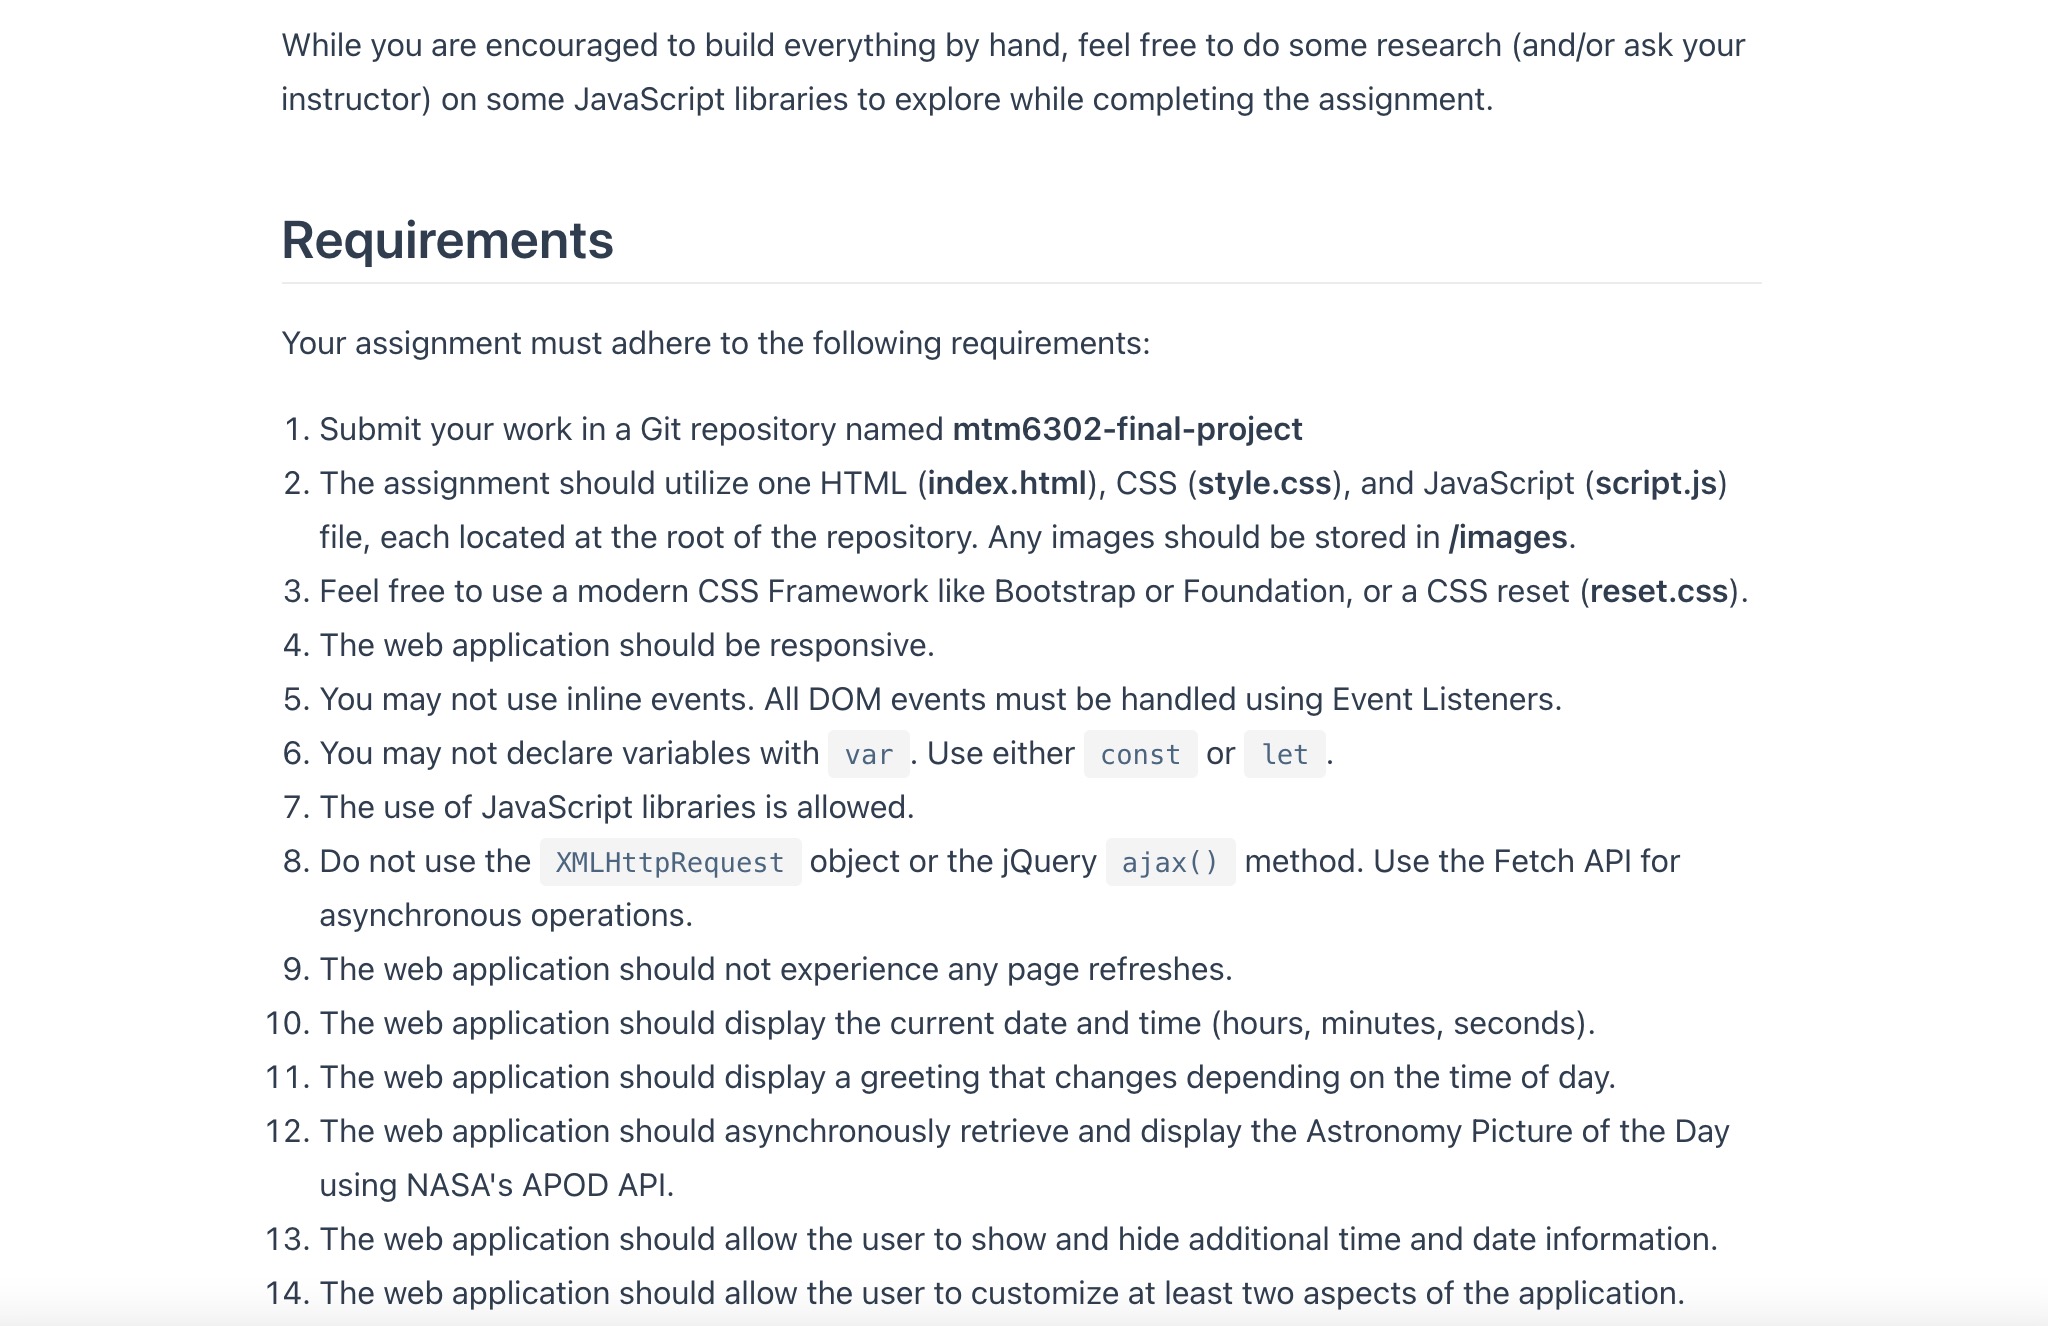 While you are encouraged to build everything by hand, feel free to do some research (and/or ask your
instructor) on some JavaScript libraries to explore while completing the assignment.
Requirements
Your assignment must adhere to the following requirements:
1. Submit your work in a Git repository named mtm6302-final-project
2. The assignment should utilize one HTML (index.html), CSS (style.css), and JavaScript (script.js)
file, each located at the root of the repository. Any images should be stored in /images.
3. Feel free to use a modern CSS Framework like Bootstrap or Foundation, or a CSS reset (reset.css).
4. The web application should be responsive.
5. You may not use inline events. All DOM events must be handled using Event Listeners.
6. You may not declare variables with var. Use either const or let.
7. The use of JavaScript libraries is allowed.
8. Do not use the XMLHttpRequest object or the jQuery ajax() method. Use the Fetch API for
asynchronous operations.
9. The web application should not experience any page refreshes.
10. The web application should display the current date and time (hours, minutes, seconds).
11. The web application should display a greeting that changes depending on the time of day.
12. The web application should asynchronously retrieve and display the Astronomy Picture of the Day
using NASA's APOD API.
13. The web application should allow the user to show and hide additional time and date information.
14. The web application should allow the user to customize at least two aspects of the application.